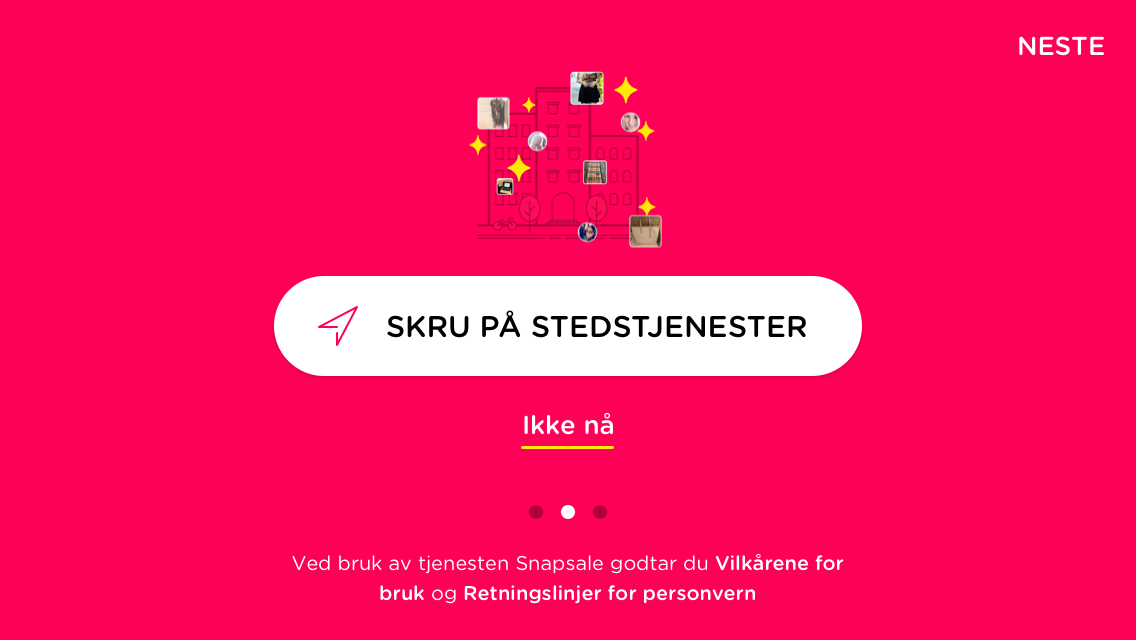 NESTE
SKRU PÅ STEDSTJENESTER
Ikke nå
Ved bruk av tjenesten Snapsale godtar du Vilkårene for
bruk og Retningslinjer for personvern